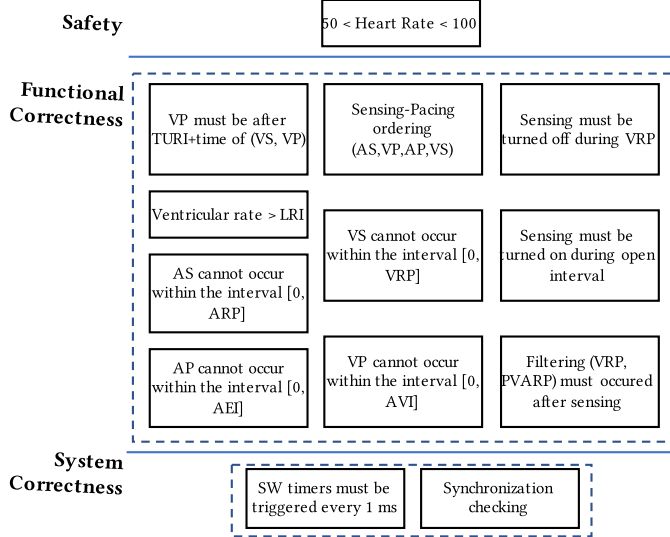 Safety
50 < Heart Rate < 100
Functional
Correctness
VP must be after
TURI+time of (VS, VP)
Sensing-Pacing
ordering
(AS,VP,AP,VS)
Sensing must be
turned off during VRP
Ventricular rate > LRI
VS cannot occur
within the interval [0,
VRP]
Sensing must be
turned on during open
interval
AS cannot occur
within the interval [0,
ARP]
AP cannot occur
within the interval [0,
AEI]
VP cannot occur
within the interval [0,
AVI]
Filtering (VRP,
PVARP) must occured
after sensing
System
Correctness
SW timers must be
triggered every 1 ms
Synchronization
checking